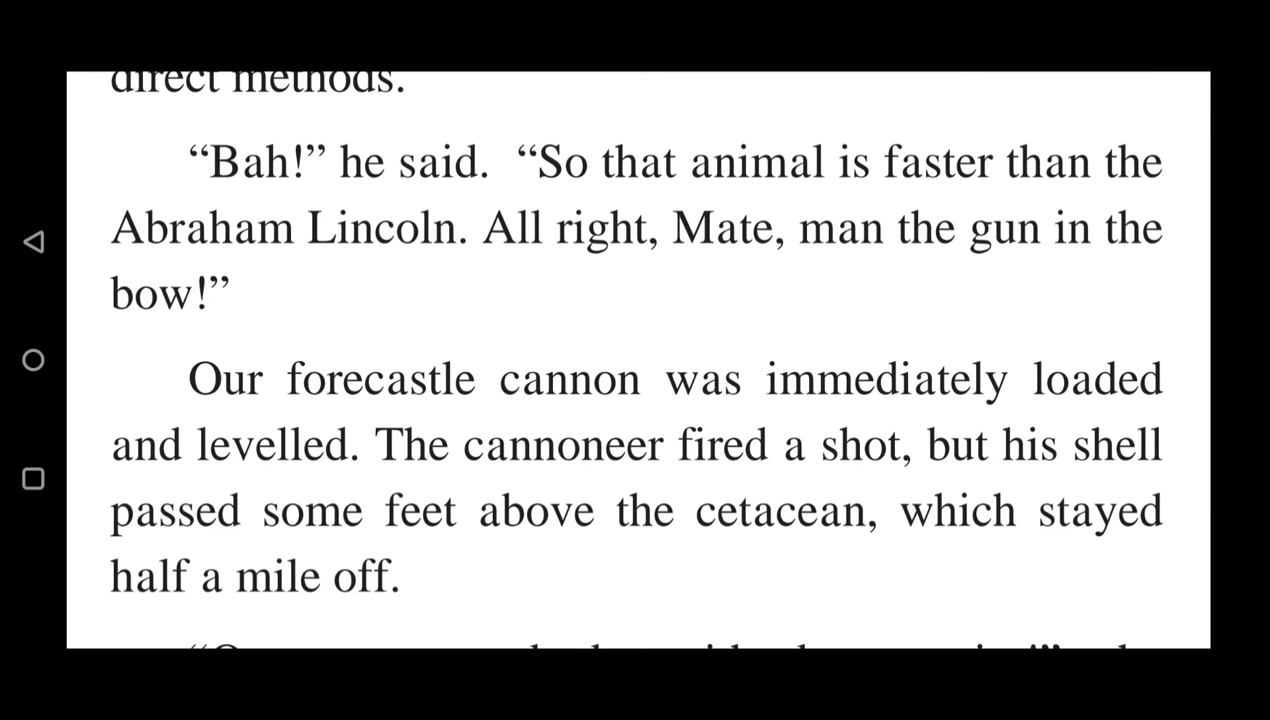 direct methods.
“Bah!” he said. “So that animal is faster than the
Abraham Lincoln. All right, Mate, man the gun in the
bow!”
Our forecastle cannon was immediately loaded
and levelled. The cannoneer fired a shot, but his shell
passed some feet above the cetacean, which stayed
half a mile off.